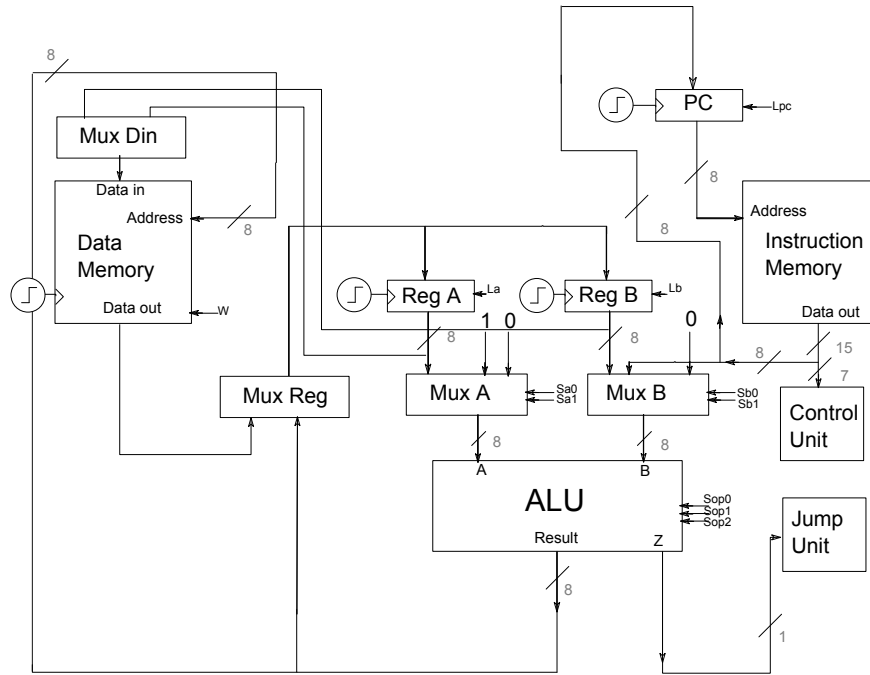 8
PC
Lpc
Mux Din
8
8
Data in
Address
8
Data
Memory
Data out
W
Address
Instruction
Memory
Data out
15
7
8
8
Reg A
La
Reg B
Lb
1 0
0
8
8
Mux Reg
Mux A
Sa0
Sa1
Mux B
Sb0
Sb1
Control
Unit
8
8
A
B
ALU
Sop0
Sop1
Sop2
Result
Z
Jump
Unit
8
1